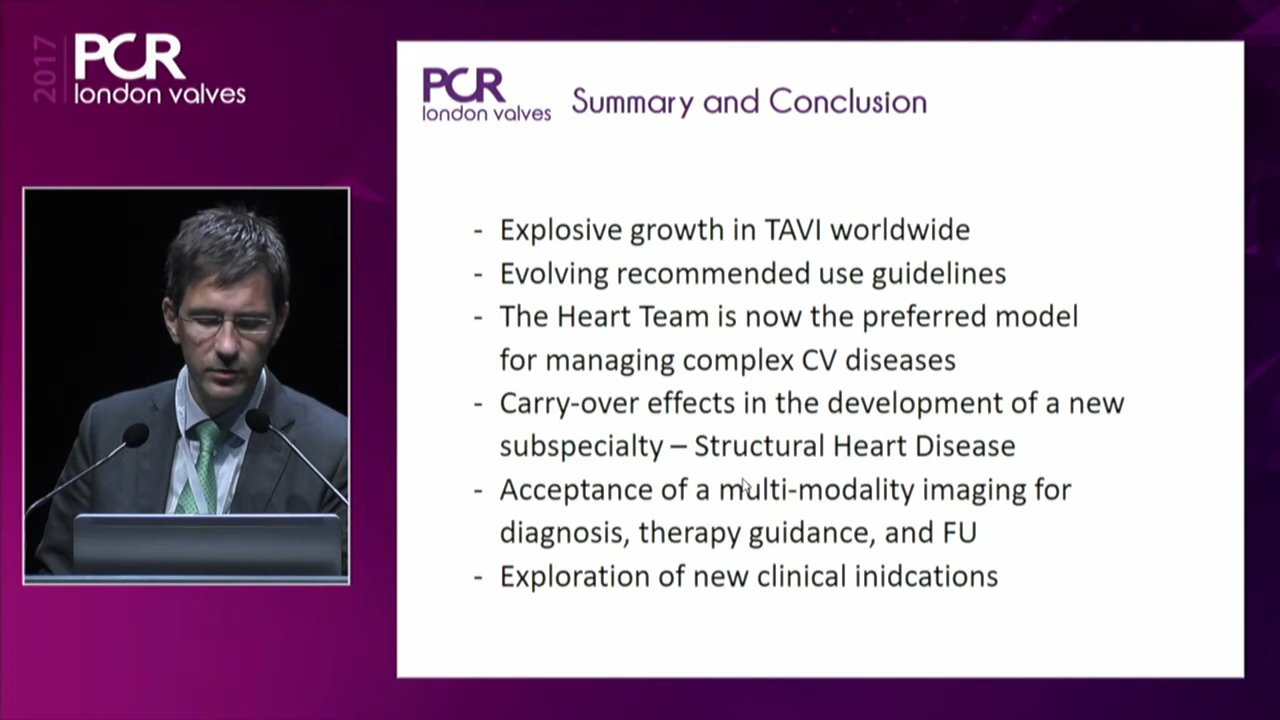 2017
PCR
london valves
PCR
london valves
Summary and Conclusion
- Explosive growth in TAVI worldwide
- Evolving recommended use guidelines
- The Heart Team is now the preferred model
for managing complex CV diseases
- Carry-over effects in the development of a new
subspecialty – Structural Heart Disease
- Acceptance of a multi-modality imaging for
diagnosis, therapy guidance, and FU
- Exploration of new clinical inidcations